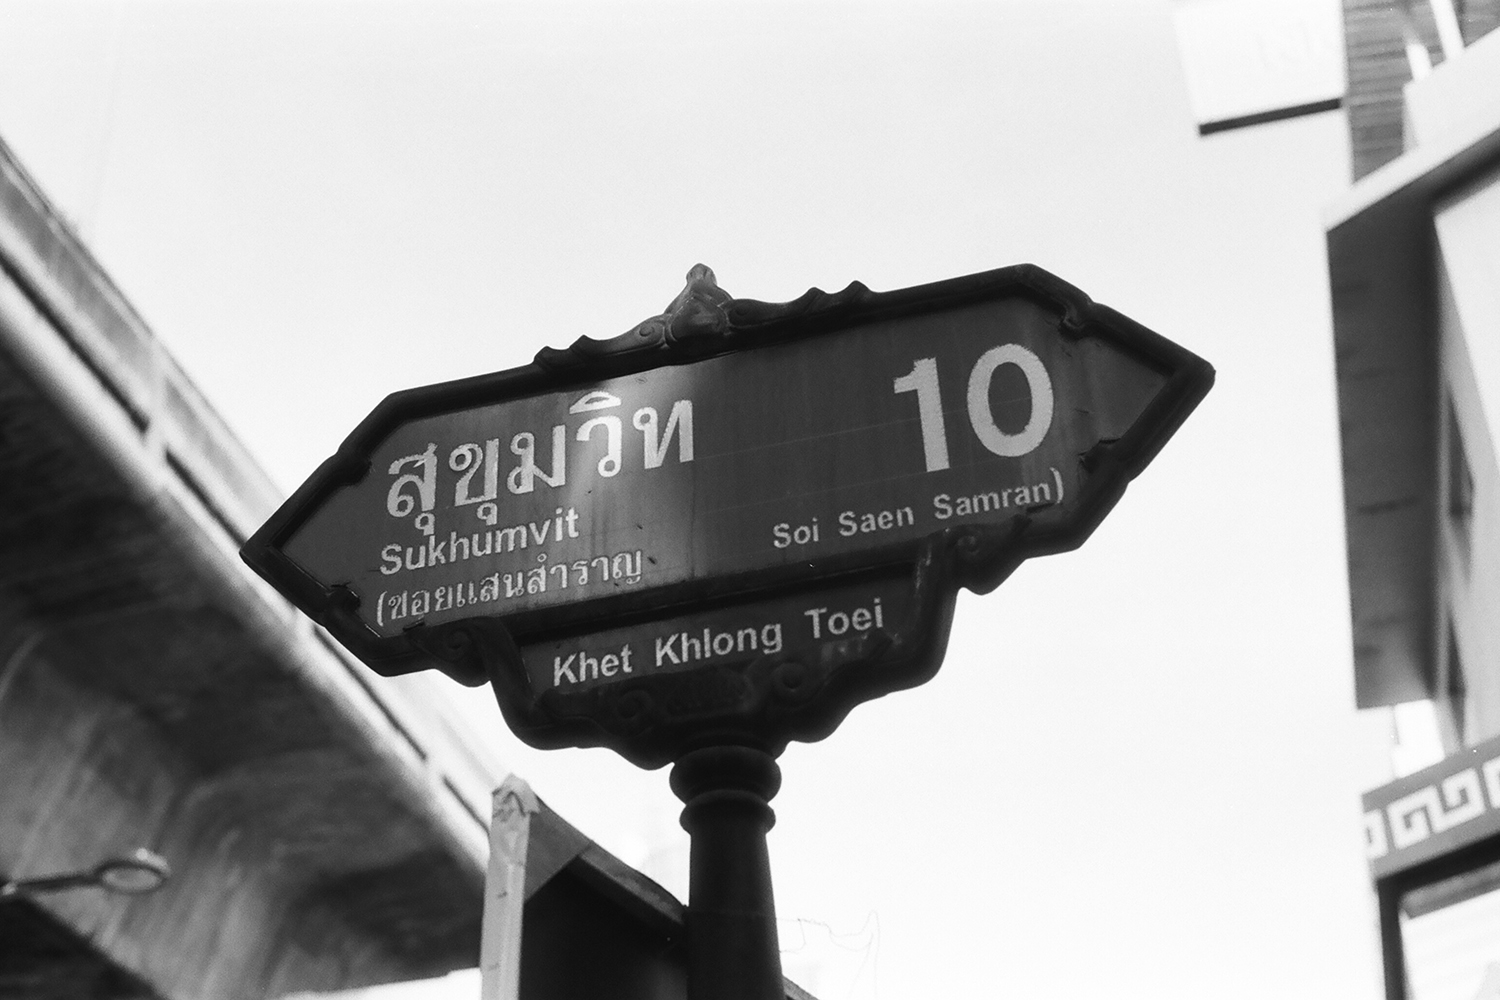 สุขุมวิท 10
Sukhumvit
(ซอยแสนสำราญ Soi Saen Samran)
Khet Khlong Toei